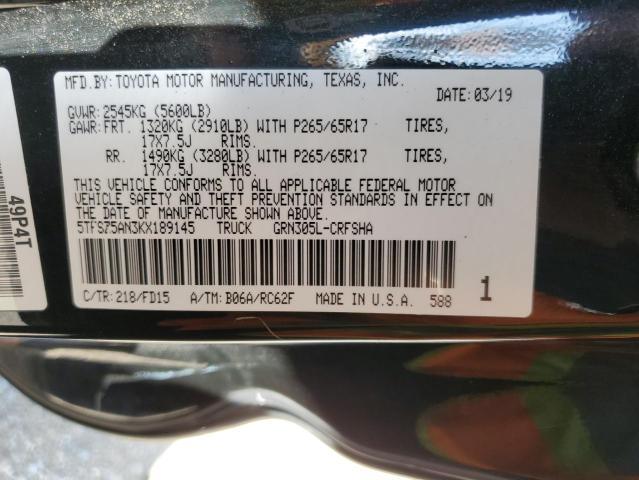 MFD.BY:TOYOTA MOTOR MANUFACTURING, TEXAS, INC.
DATE:03/19
GVWR:2545KG (5600LB)
GAWR:FRT. 1320KG (2910LB) WITH P265/65R17 TIRES,
17X7.5J RIMS.
RR. 1490KG (3280LB) WITH P265/65R17 TIRES,
17X7.5J RIMS.
THIS VEHICLE CONFORMS TO ALL APPLICABLE FEDERAL MOTOR
VEHICLE SAFETY AND THEFT PREVENTION STANDARDS IN EFFECT ON
THE DATE OF MANUFACTURE SHOWN ABOVE.
5TFSZ5AN3KX189145 TRUCK GRN305L-CRFSHA
C/TR:218/FD15 A/TM:B06A/RC62F MADE IN U.S.A. 588 1
49P4T